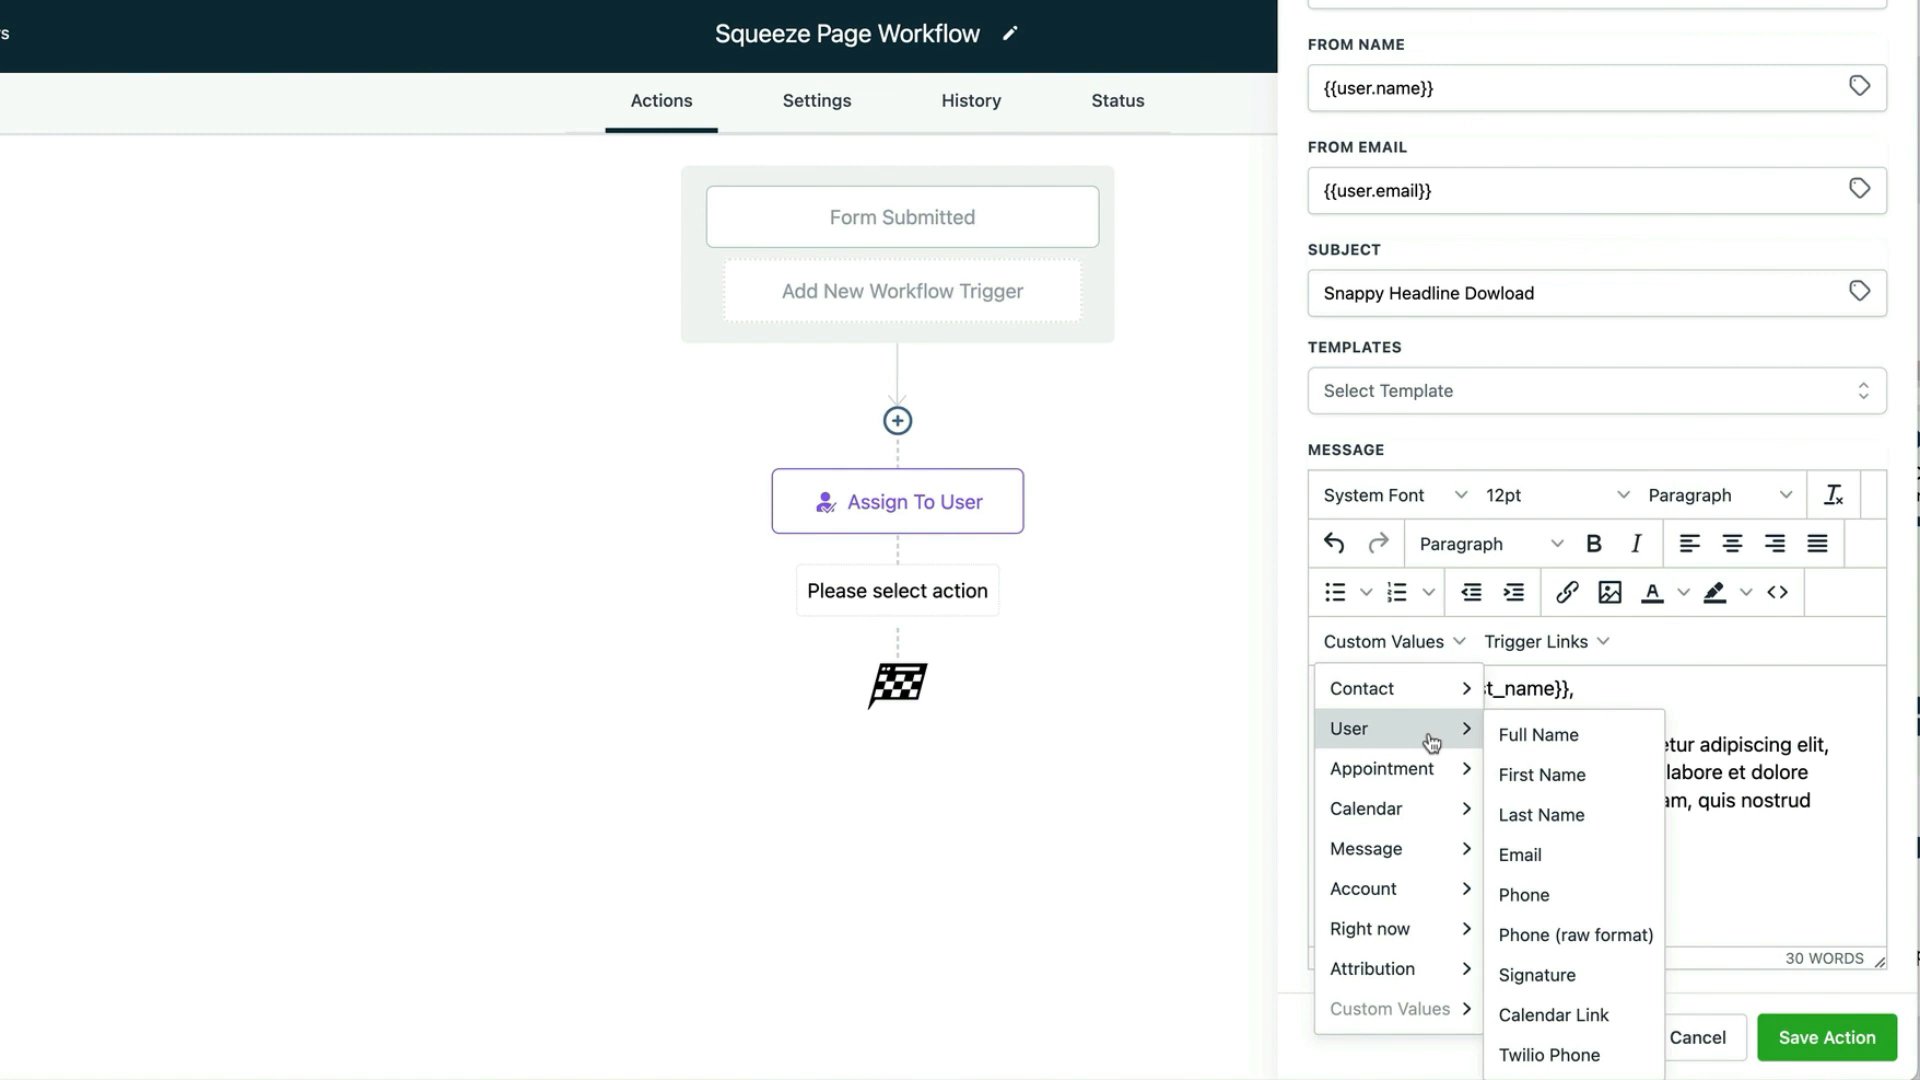 s
Squeeze Page Workflow
Actions
Settings
History
Status
Form Submitted
Add New Workflow Trigger
Assign To User
Please select action
FROM NAME
{{user.name}}
FROM EMAIL
{{user.email}}
SUBJECT
Snappy Headline Dowload
TEMPLATES
Select Template
MESSAGE
System Font
12pt
Paragraph
Paragraph
B
I
A
Custom Values
Trigger Links
Contact
User
Appointment
Calendar
Message
Account
Right now
Attribution
Custom Values
Full Name
First Name
Last Name
Email
Phone
Phone (raw format)
Signature
Calendar Link
Twilio Phone
st_name}},
etur adipiscing elit,
labore et dolore
am, quis nostrud
30 WORDS
Cancel
Save Action